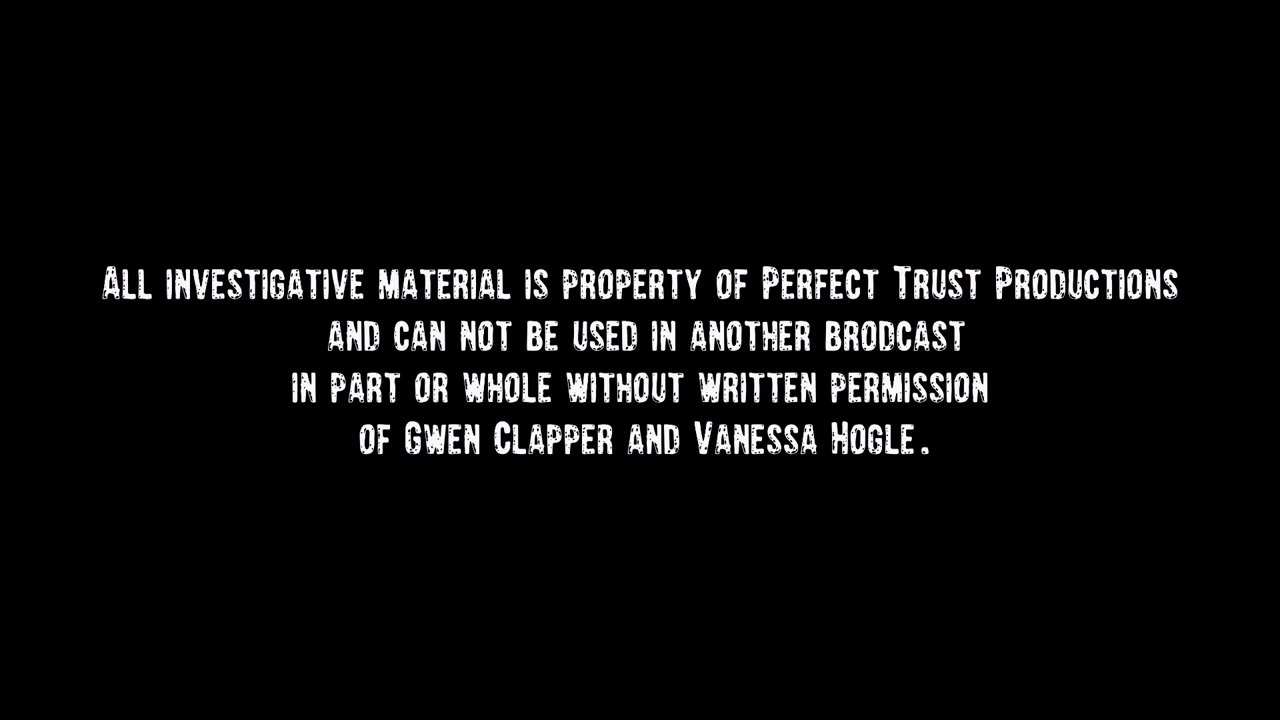 All investigative material is property of Perfect Trust Productions
and can not be used in another brodcast
in part or whole without written permission
of Gwen Clapper and Vanessa Hogle.